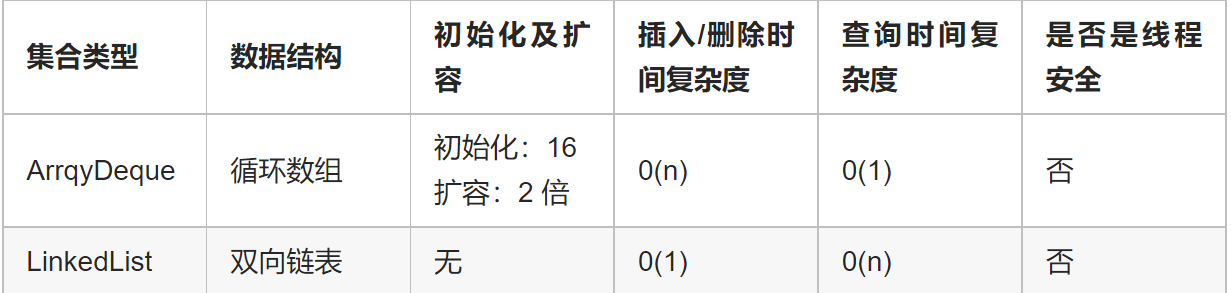 集合类型
数据结构
初始化及扩
容
插入/删除时
间复杂度
查询时间复
杂度
是否是线程
安全
ArrqyDeque
循环数组
初始化：16
扩容：2 倍
0(n)
0(1)
否
LinkedList
双向链表
无
0(1)
0(n)
否